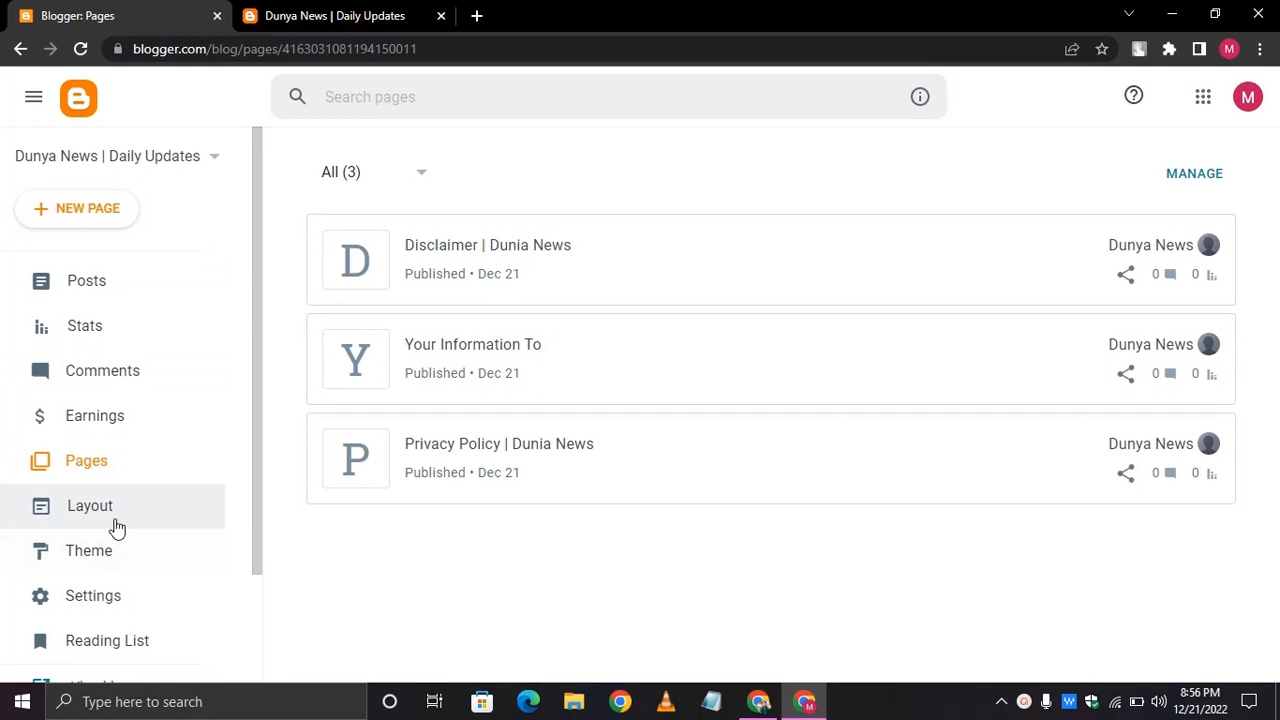 Blogger: Pages
Dunya News | Daily Updates
blogger.com/blog/pages/4163031081194150011
M
Search pages
M
Dunya News | Daily Updates
NEW PAGE
Posts
Stats
Comments
Earnings
Pages
Layout
Theme
Settings
Reading List
All (3)
MANAGE
D
Disclaimer | Dunia News
Published • Dec 21
Dunya News
0
0
Y
Your Information To
Published • Dec 21
Dunya News
0
0
P
Privacy Policy | Dunia News
Published • Dec 21
Dunya News
0
0
Type here to search
8:56 PM
12/21/2022